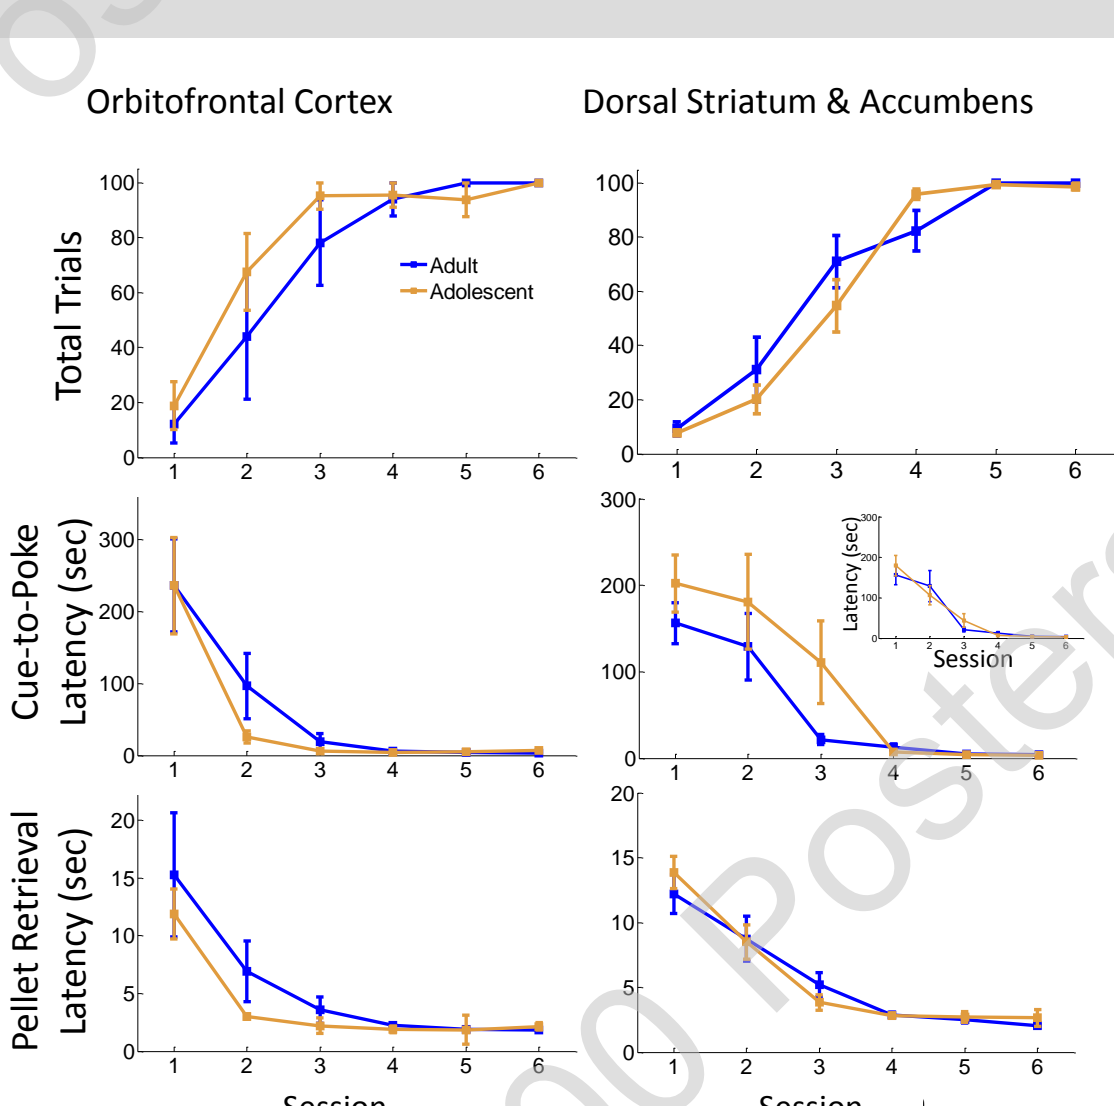 Orbitofrontal Cortex
Dorsal Striatum & Accumbens
Total Trials
100
80
60
40
20
0
1 2 3 4 5 6
Adult
Adolescent
100
80
60
40
20
0
1 2 3 4 5 6
Cue-to-Poke
Latency (sec)
300
200
100
0
1 2 3 4 5 6
300
200
100
0
1 2 3 4 5 6
Latency (sec)
300
200
100
0
1 2 3 4 5 6
Session
Pellet Retrieval
Latency (sec)
20
15
10
5
0
1 2 3 4 5 6
20
15
10
5
0
1 2 3 4 5 6
Session
Session
Posters